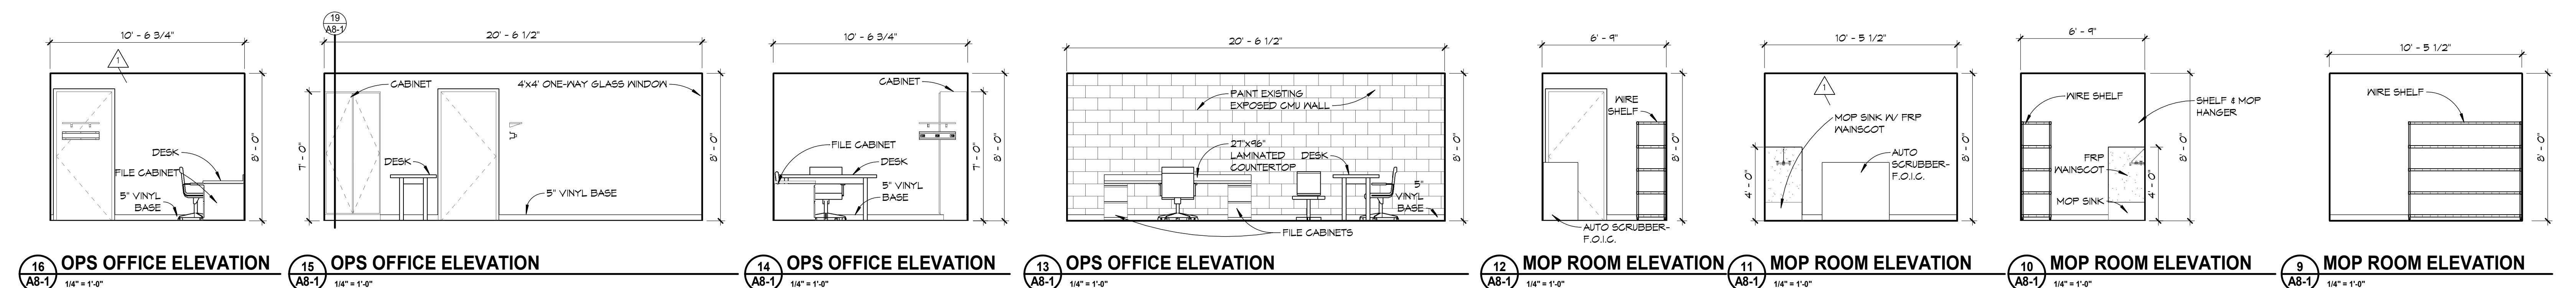 10' - 6 3/4"
1
DESK
FILE CABINET
5" VINYL
BASE
8' - 0"
16
A8-1
OPS OFFICE ELEVATION
1/4" = 1'-0"
19
A8-1
20' - 6 1/2"
CABINET
4'x4' ONE-WAY GLASS WINDOW
7' - 0"
DESK
5" VINYL BASE
8' - 0"
15
A8-1
OPS OFFICE ELEVATION
1/4" = 1'-0"
10' - 6 3/4"
CABINET
FILE CABINET
DESK
5" VINYL
BASE
7' - 0"
8' - 0"
14
A8-1
OPS OFFICE ELEVATION
1/4" = 1'-0"
20' - 6 1/2"
PAINT EXISTING
EXPOSED CMU WALL
27"x96"
LAMINATED
COUNTERTOP
DESK
5"
VINYL
BASE
FILE CABINETS
8' - 0"
13
A8-1
OPS OFFICE ELEVATION
1/4" = 1'-0"
6' - 9"
WIRE
SHELF
8' - 0"
AUTO SCRUBBER-
F.O.I.C.
12
A8-1
MOP ROOM ELEVATION
1/4" = 1'-0"
10' - 5 1/2"
1
MOP SINK W/ FRP
WAINSCOT
AUTO
SCRUBBER-
F.O.I.C.
4' - 0"
8' - 0"
11
A8-1
MOP ROOM ELEVATION
1/4" = 1'-0"
6' - 9"
WIRE SHELF
SHELF & MOP
HANGER
FRP
WAINSCOT
MOP SINK
4' - 0"
8' - 0"
10
A8-1
MOP ROOM ELEVATION
1/4" = 1'-0"
10' - 5 1/2"
WIRE SHELF
8' - 0"
9
A8-1
MOP ROOM ELEVATION
1/4" = 1'-0"